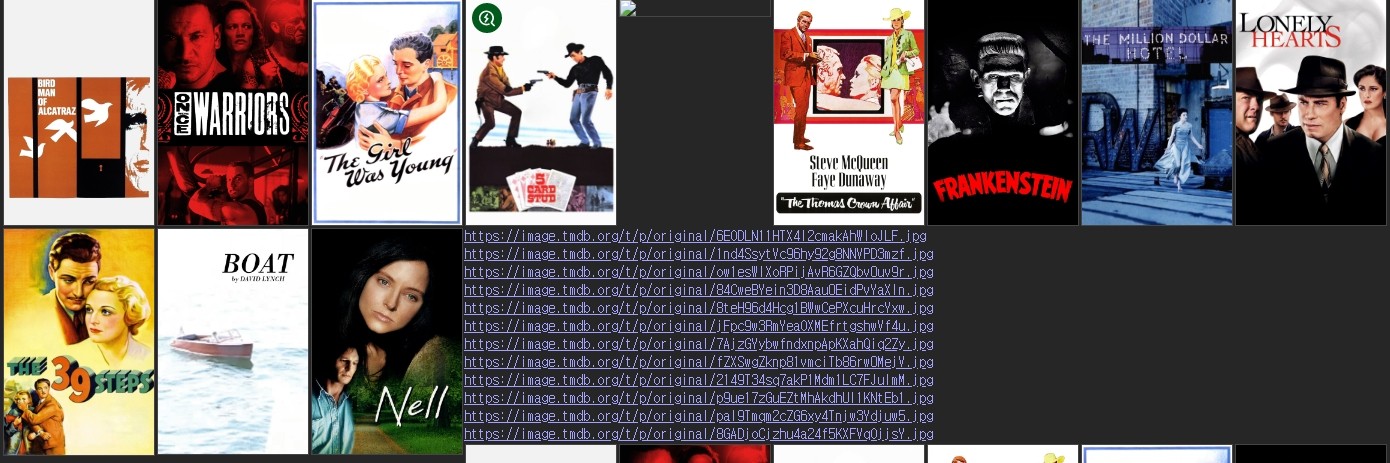 BIRD
MAN
OF
ALCATRAZ
ONCE
WARRIORS
"The Girl
Was Young"
5
CARD
STUD
Steve McQueen
Faye Dunaway
"The Thomas Crown Affair"
FRANKENSTEIN
THE MILLION DOLLAR
HOTEL
LONELY
HEARTS
THE 39 STEPS
BOAT
by DAVID LYNCH
Nell
https://image.tmdb.org/t/p/original/6EODLN11HTX4I2cmakAhWIoJLF.jpg
https://image.tmdb.org/t/p/original/1nd4SsytVc96hy92g8NNVPD3mzf.jpg
https://image.tmdb.org/t/p/original/owlesWIXoRPijAvR6GZQbvOuv9r.jpg
https://image.tmdb.org/t/p/original/84CweBYein3D8AauOEidPvYaXIn.jpg
https://image.tmdb.org/t/p/original/8teH96d4Hcg1BWwCePXcuHrcYxw.jpg
https://image.tmdb.org/t/p/original/jFpc9w3RmYea0XMEfrtgshwVf4u.jpg
https://image.tmdb.org/t/p/original/7AjzGYybwfndxnpApKXahQiq2Zy.jpg
https://image.tmdb.org/t/p/original/fZXSwgZknp81vmciTb86rwOMejY.jpg
https://image.tmdb.org/t/p/original/2149T34sq7akP1Mdm1LC7FJulmM.jpg
https://image.tmdb.org/t/p/original/p9ue17zGuEZtMhAkdhUI1KNtEb1.jpg
https://image.tmdb.org/t/p/original/pal9Tmqm2cZG6xy4Tnjw3Ydjuw5.jpg
https://image.tmdb.org/t/p/original/8GADjoCjzhu4a24f5KXFVqOijsY.jpg